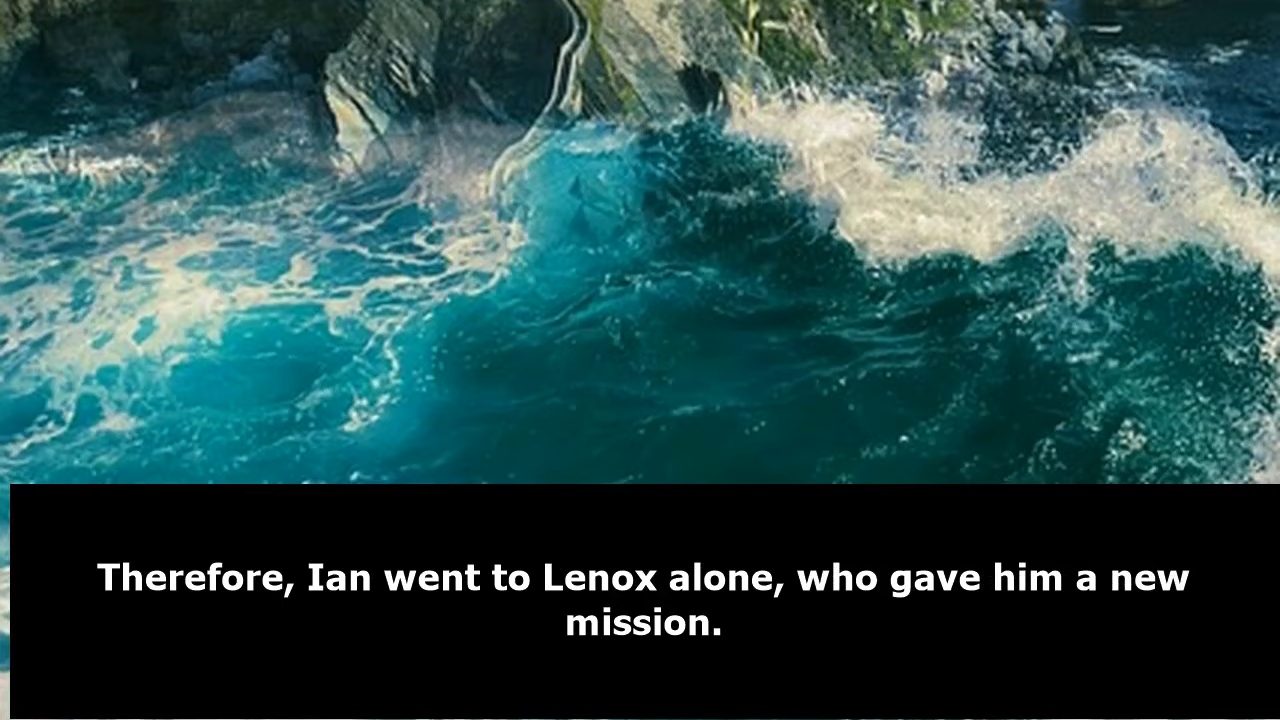 Therefore, Ian went to Lenox alone, who gave him a new
mission.